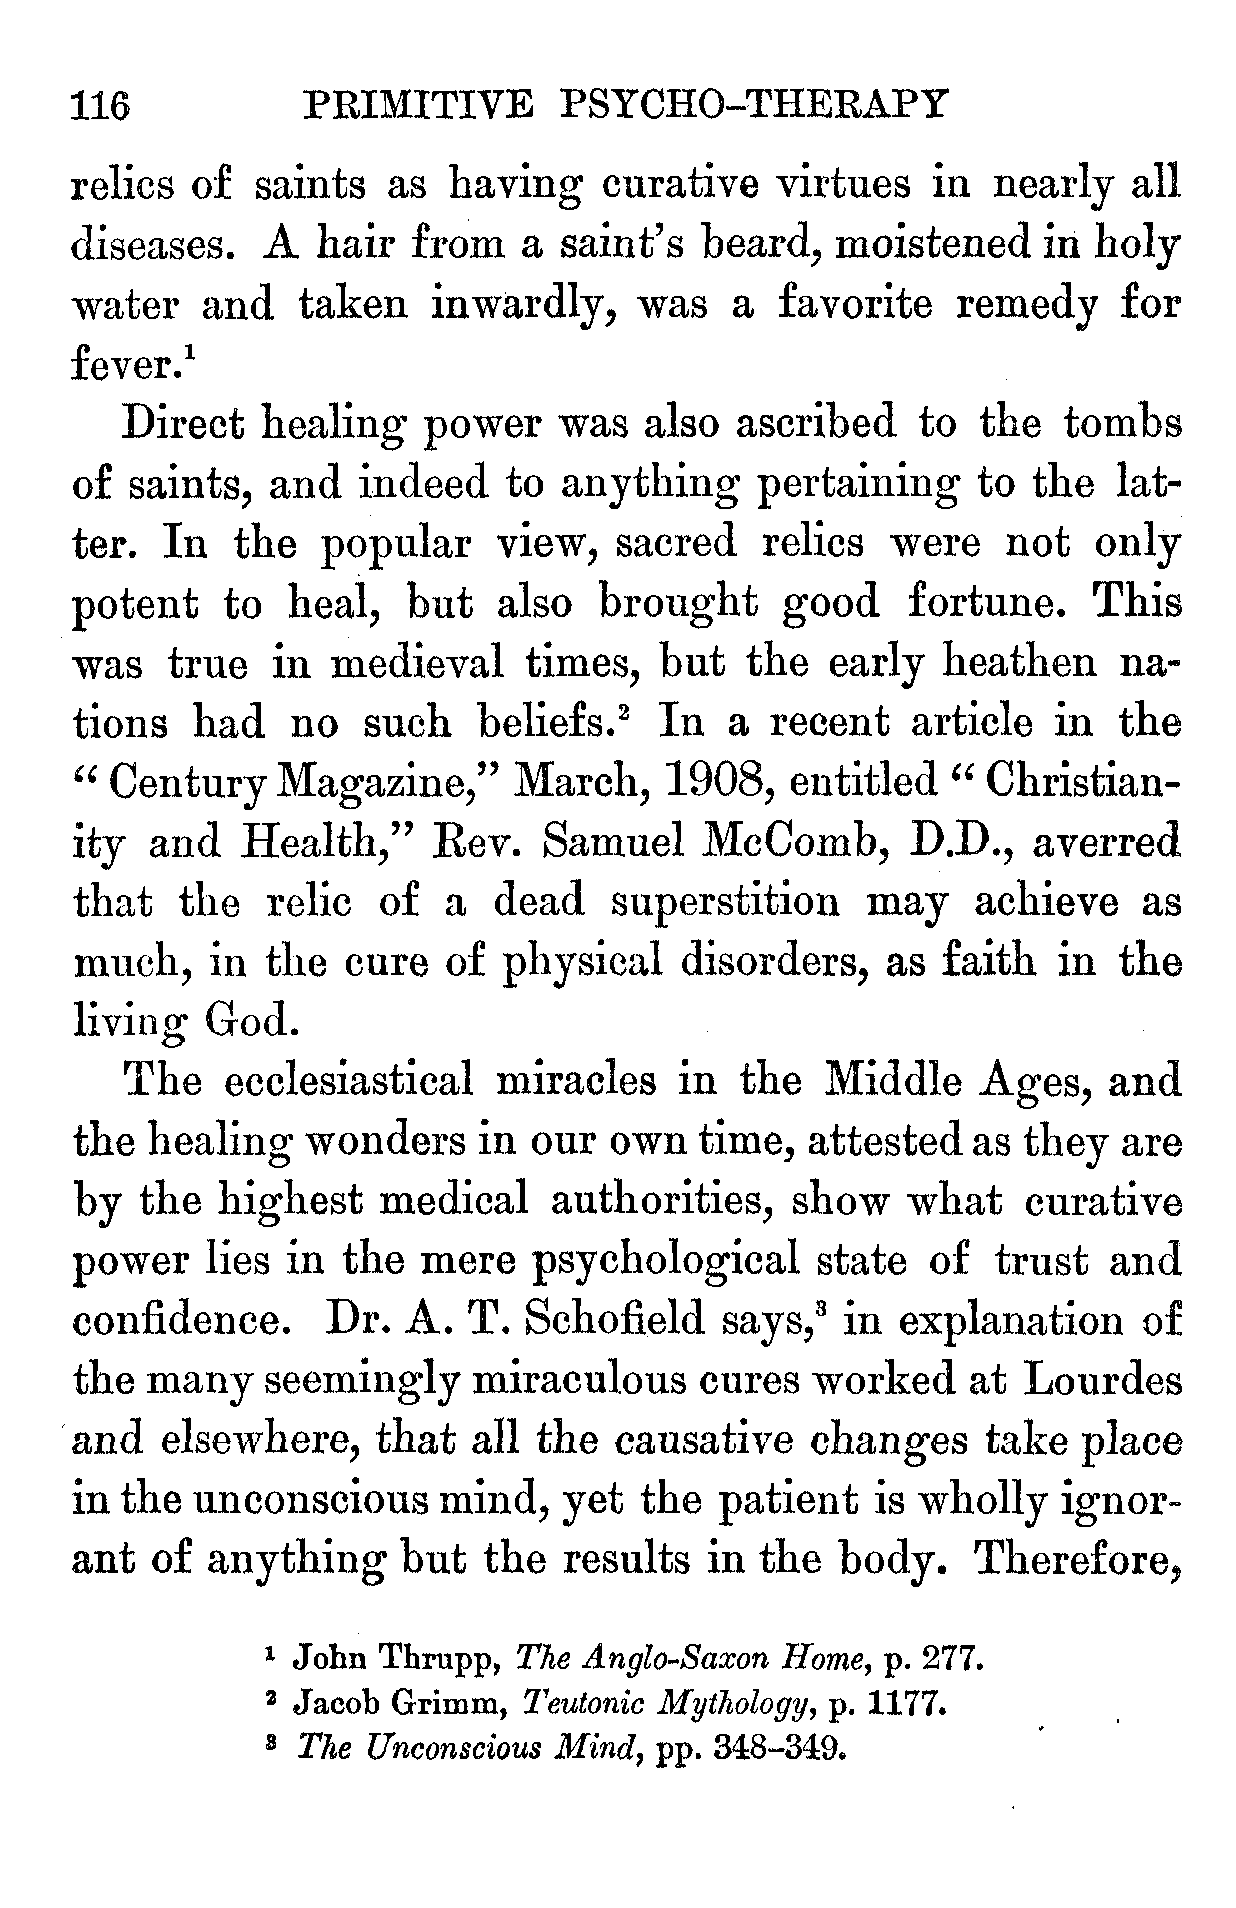 116 PRIMITIVE PSYCHO-THERAPY
relics of saints as having curative virtues in nearly all
diseases. A hair from a saint's beard, moistened in holy
water and taken inwardly, was a favorite remedy for
fever.¹
Direct healing power was also ascribed to the tombs
of saints, and indeed to anything pertaining to the lat-
ter. In the popular view, sacred relics were not only
potent to heal, but also brought good fortune. This
was true in medieval times, but the early heathen na-
tions had no such beliefs.² In a recent article in the
“Century Magazine,” March, 1908, entitled “Christian-
ity and Health,” Rev. Samuel McComb, D.D., averred
that the relic of a dead superstition may achieve as
much, in the cure of physical disorders, as faith in the
living God.
The ecclesiastical miracles in the Middle Ages, and
the healing wonders in our own time, attested as they are
by the highest medical authorities, show what curative
power lies in the mere psychological state of trust and
confidence. Dr. A. T. Schofield says,³ in explanation of
the many seemingly miraculous cures worked at Lourdes
and elsewhere, that all the causative changes take place
in the unconscious mind, yet the patient is wholly ignor-
ant of anything but the results in the body. Therefore,
¹ John Thrupp, The Anglo-Saxon Home, p. 277.
² Jacob Grimm, Teutonic Mythology, p. 1177.
³ The Unconscious Mind, pp. 348–349.